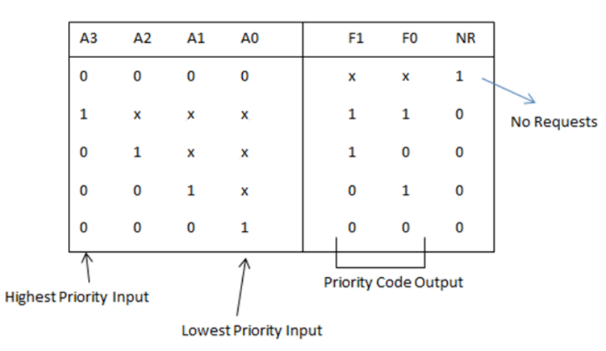 A3 A2 A1 A0 F1 F0 NR
0 0 0 0 x x 1
1 x x x 1 1 0
0 1 x x 1 0 0
0 0 1 x 0 1 0
0 0 0 1 0 0 0
No Requests
Priority Code Output
Highest Priority Input
Lowest Priority Input